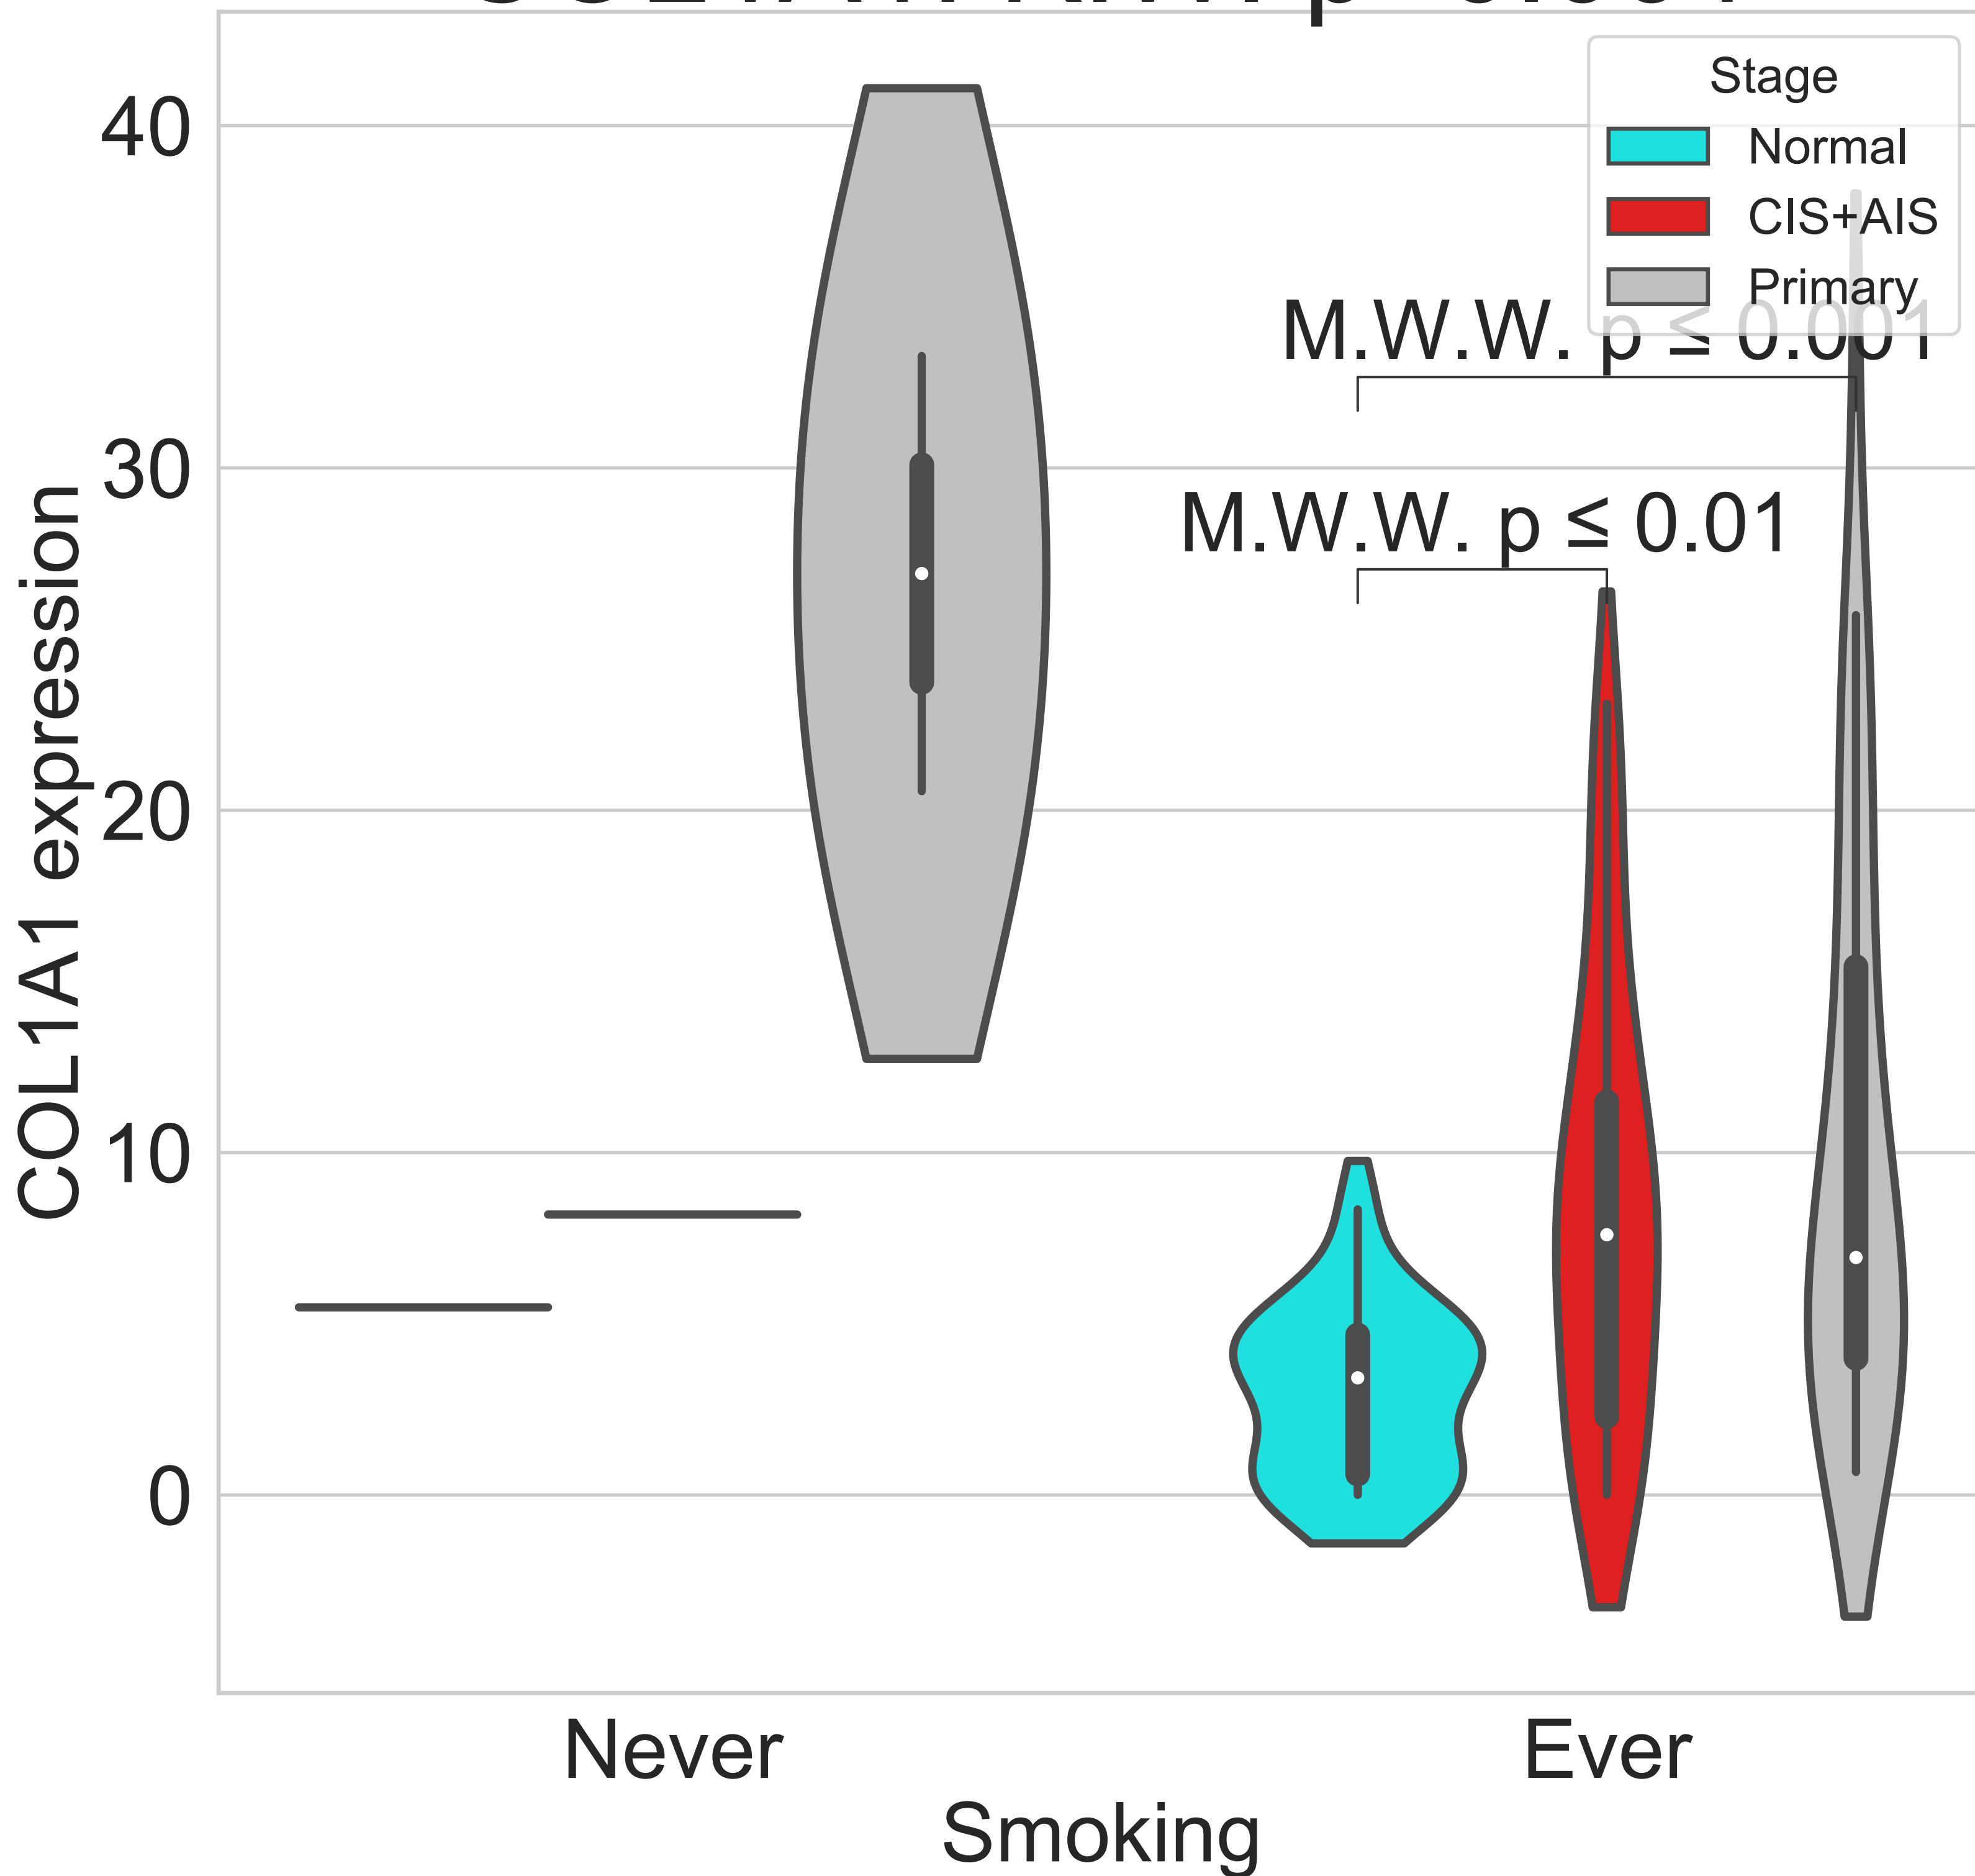 Stage
Normal
CIS+AIS
Primary
M.W.W. p ≤ 0.001
M.W.W. p ≤ 0.01
COL1A1 expression
40
30
20
10
0
Never
Ever
Smoking